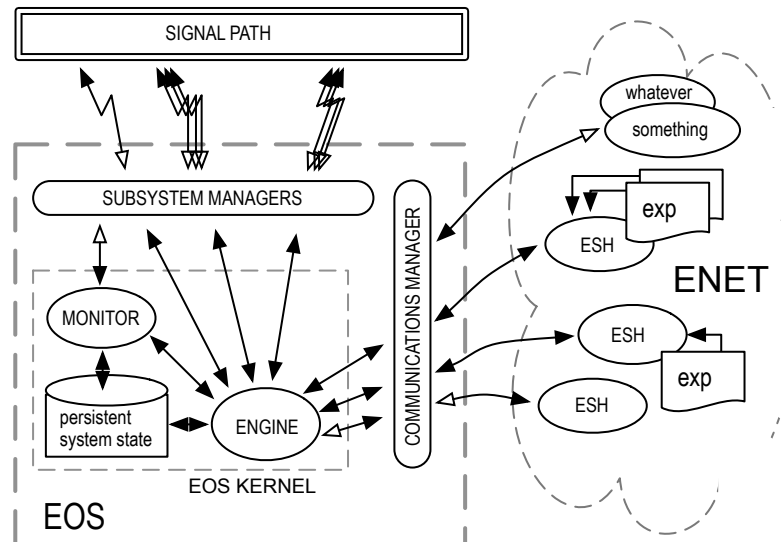 SIGNAL PATH
whatever
something
SUBSYSTEM MANAGERS
COMMUNICATIONS MANAGER
exp
ESH
ENET
MONITOR
ESH
exp
persistent
system state
ENGINE
ESH
EOS KERNEL
EOS